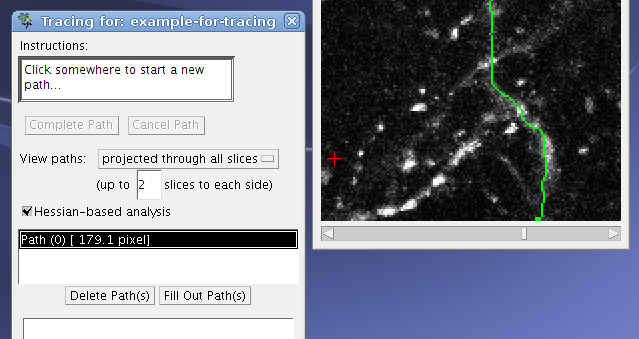 Tracing for: example-for-tracing
Instructions:
Click somewhere to start a new
path...
Complete Path Cancel Path
View paths: projected through all slices
(up to 2 slices to each side)
Hessian-based analysis
Path (0) [ 179.1 pixel]
Delete Path(s) Fill Out Path(s)